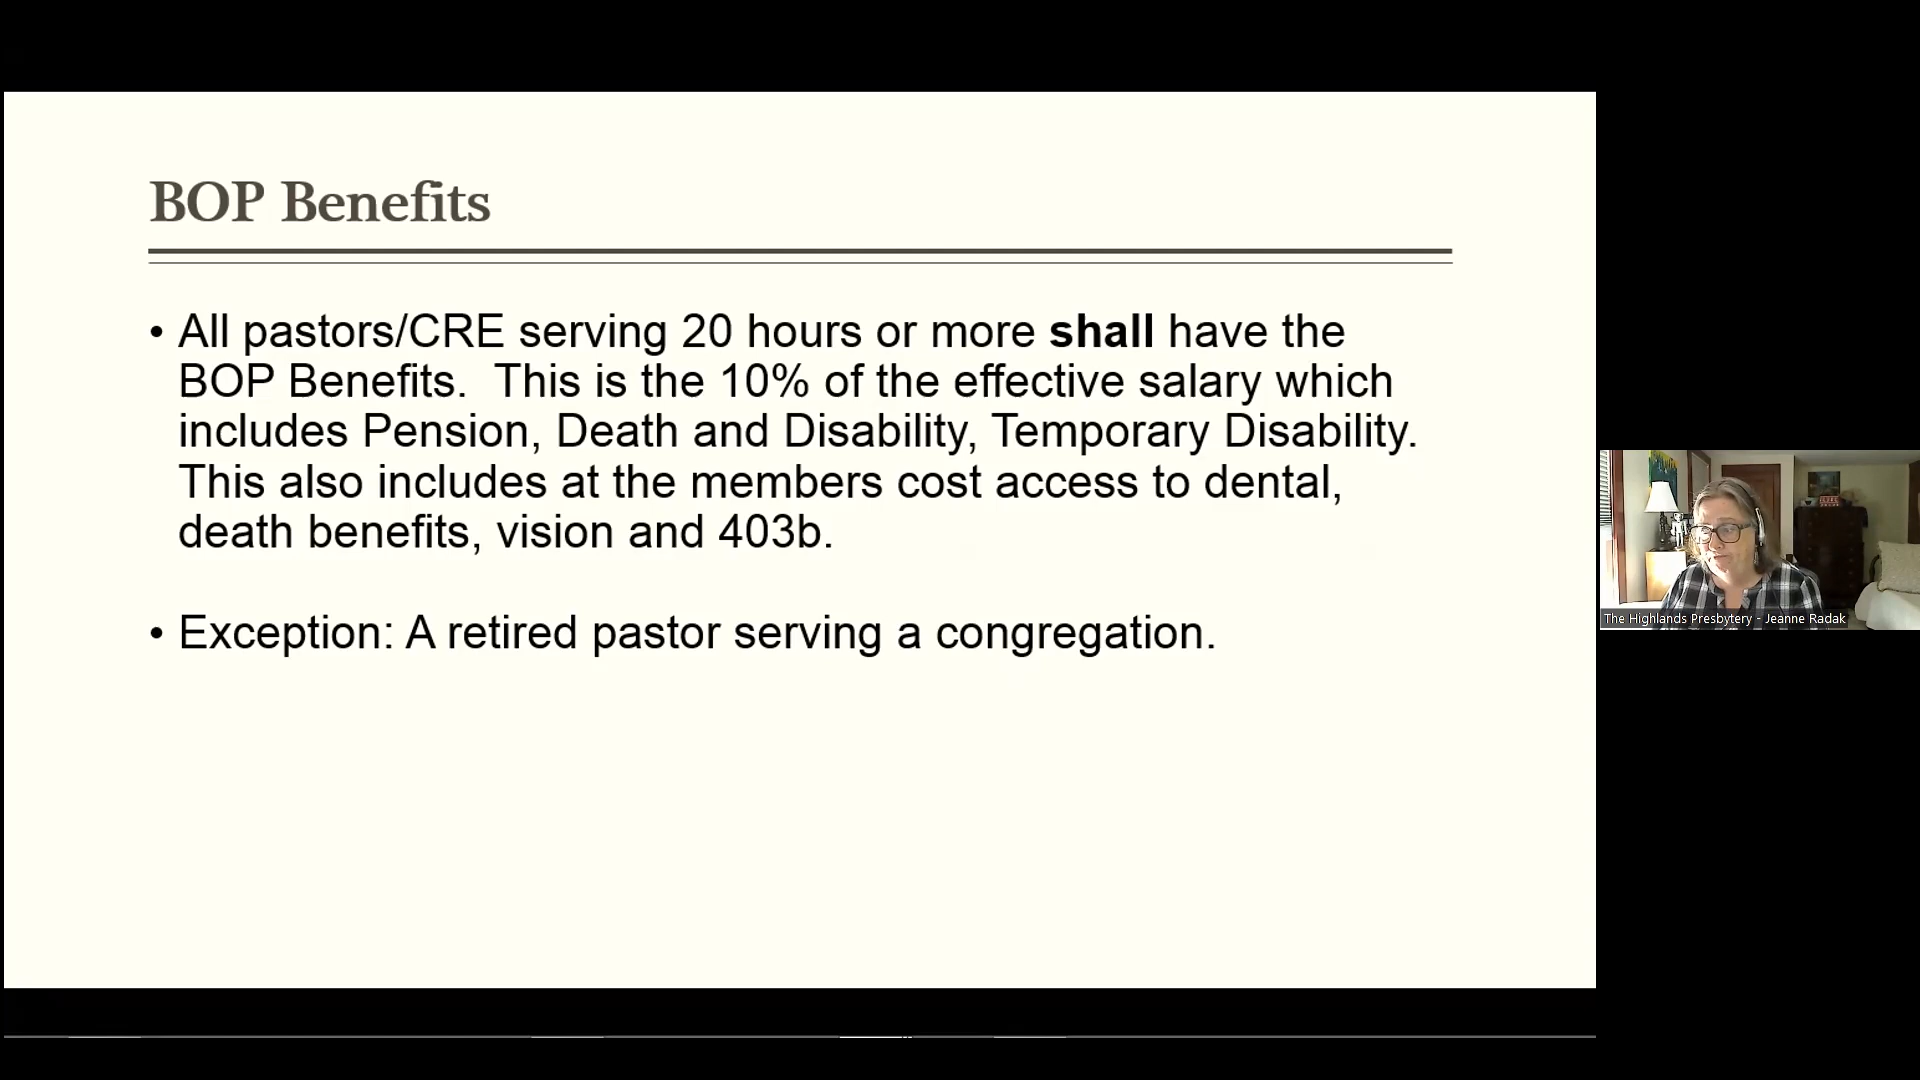 BOP Benefits
• All pastors/CRE serving 20 hours or more shall have the
BOP Benefits.  This is the 10% of the effective salary which
includes Pension, Death and Disability, Temporary Disability.
This also includes at the members cost access to dental,
death benefits, vision and 403b.
• Exception: A retired pastor serving a congregation.
The Highlands Presbytery - Jeanne Radak